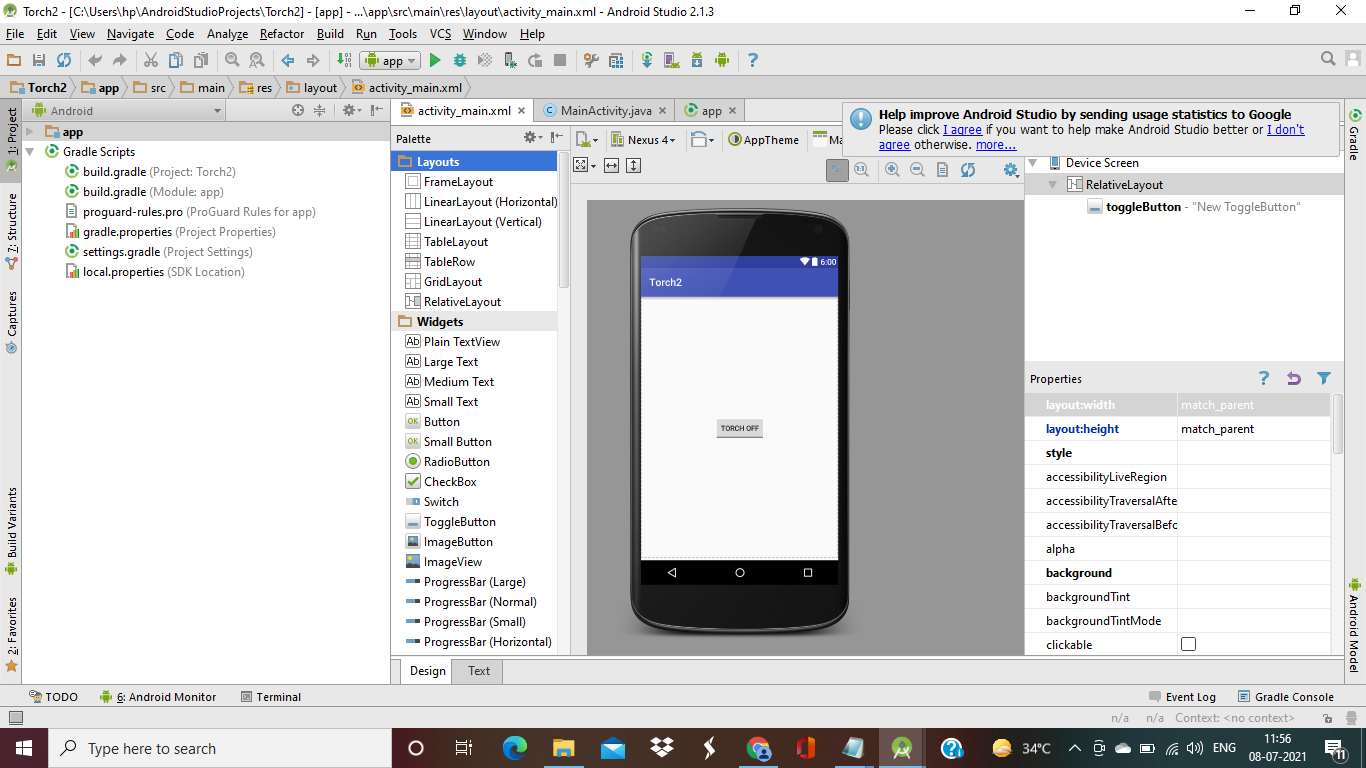 Torch2 - [C:\Users\hp\AndroidStudioProjects\Torch2] - [app] - ...\app\src\main\res\layout\activity_main.xml - Android Studio 2.1.3
File Edit View Navigate Code Analyze Refactor Build Run Tools VCS Window Help
app
Torch2 app src main res layout activity_main.xml
1: Project
7: Structure
Captures
Build Variants
2: Favorites
Android
app
Gradle Scripts
build.gradle (Project: Torch2)
build.gradle (Module: app)
proguard-rules.pro (ProGuard Rules for app)
gradle.properties (Project Properties)
settings.gradle (Project Settings)
local.properties (SDK Location)
activity_main.xml MainActivity.java app
Palette
Layouts
FrameLayout
LinearLayout (Horizontal)
LinearLayout (Vertical)
TableLayout
TableRow
GridLayout
RelativeLayout
Widgets
Ab Plain TextView
Ab Large Text
Ab Medium Text
Ab Small Text
OK Button
OK Small Button
RadioButton
CheckBox
Switch
ToggleButton
ImageButton
ImageView
ProgressBar (Large)
ProgressBar (Normal)
ProgressBar (Small)
ProgressBar (Horizontal)
Nexus 4 AppTheme Ma
6:00
Torch2
TORCH OFF
Help improve Android Studio by sending usage statistics to Google
Please click I agree if you want to help make Android Studio better or I don't
agree otherwise. more...
Device Screen
RelativeLayout
toggleButton - "New ToggleButton"
Properties
layout:width match_parent
layout:height match_parent
style
accessibilityLiveRegion
accessibilityTraversalAfte
accessibilityTraversalBefo
alpha
background
backgroundTint
backgroundTintMode
clickable
Gradle
Android Model
Design Text
TODO 6: Android Monitor Terminal Event Log Gradle Console
n/a n/a Context: <no context>
Type here to search
34°C ENG
11:56
08-07-2021
11